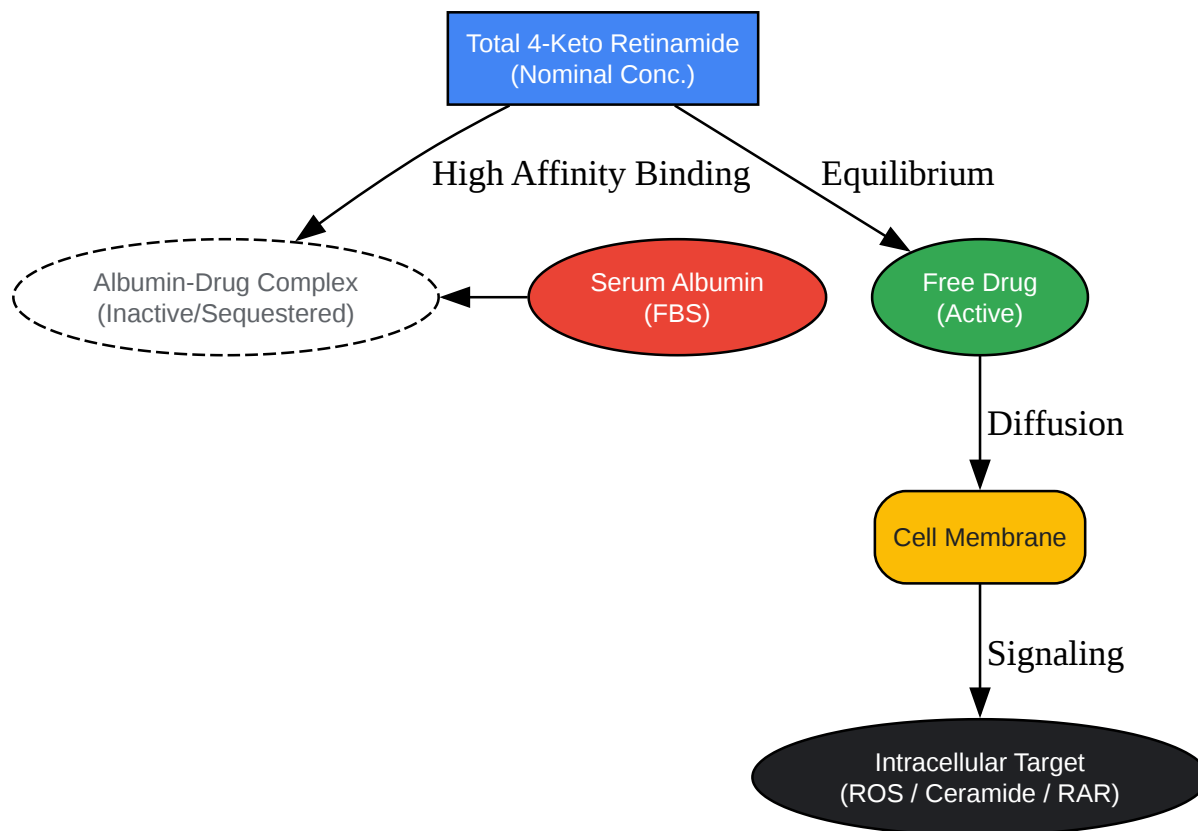 Total 4-Keto Retinamide
(Nominal Conc.)
High Affinity Binding
Equilibrium
Albumin-Drug Complex
(Inactive/Sequestered)
Serum Albumin
(FBS)
Free Drug
(Active)
Diffusion
Cell Membrane
Signaling
Intracellular Target
(ROS / Ceramide / RAR)